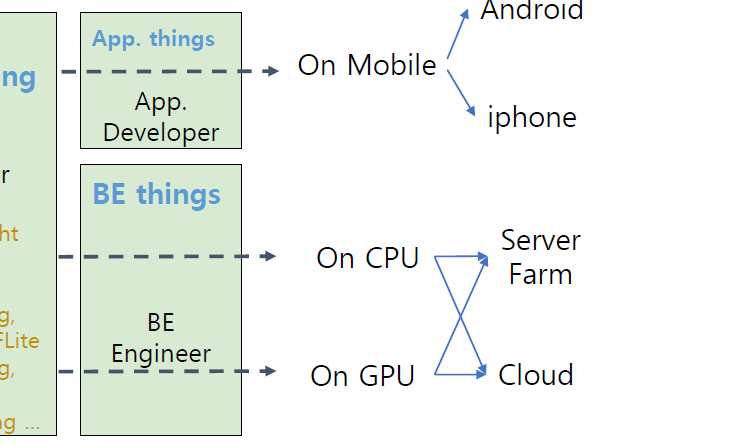 Android
App. things
On Mobile
ng
App.
Developer
iphone
r
BE things
ht
On CPU
Server
Farm
g,
BE
Engineer
FLite
g,
On GPU
Cloud
ng ...